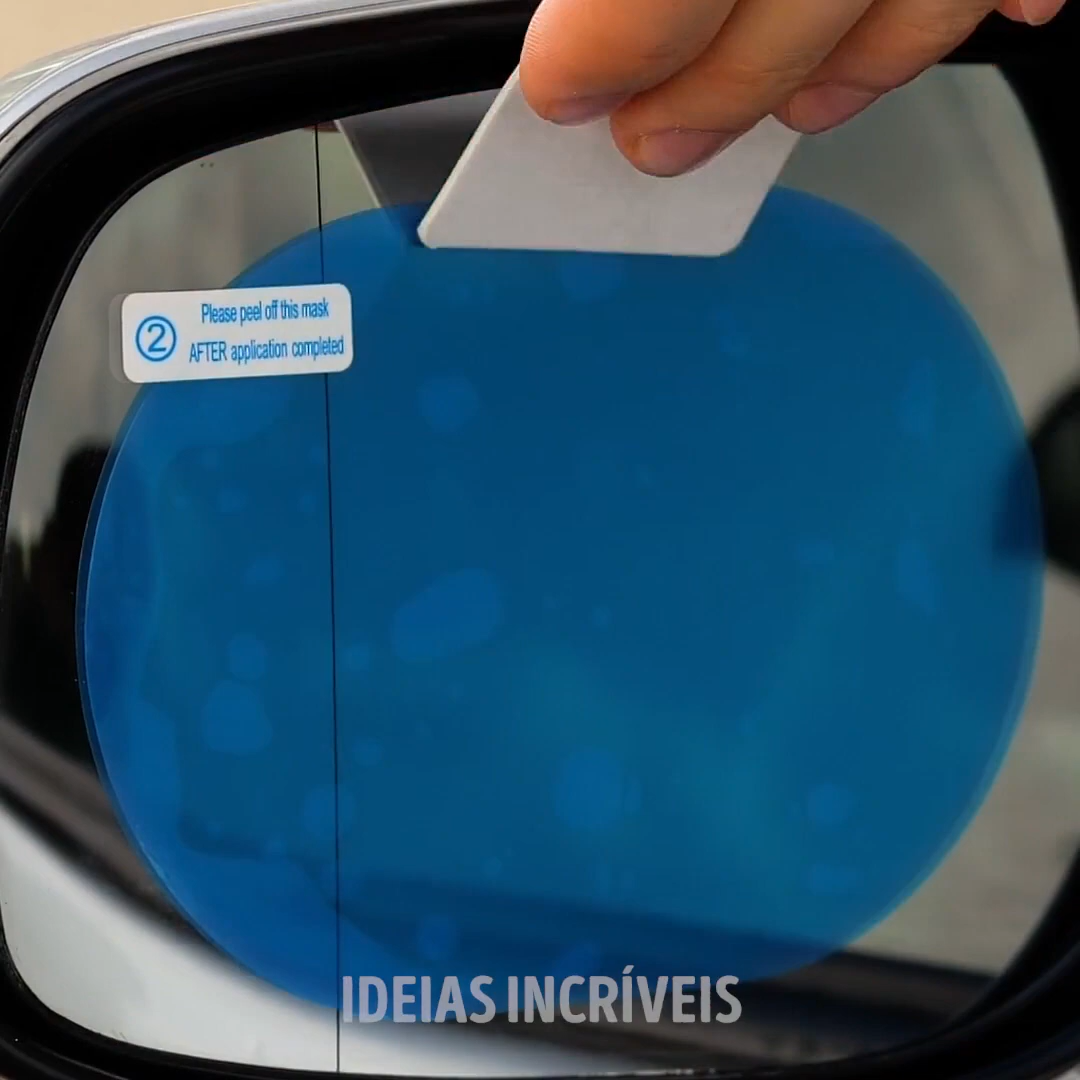 ② Please peel off this mask
AFTER application completed
IDEIAS INCRÍVEIS